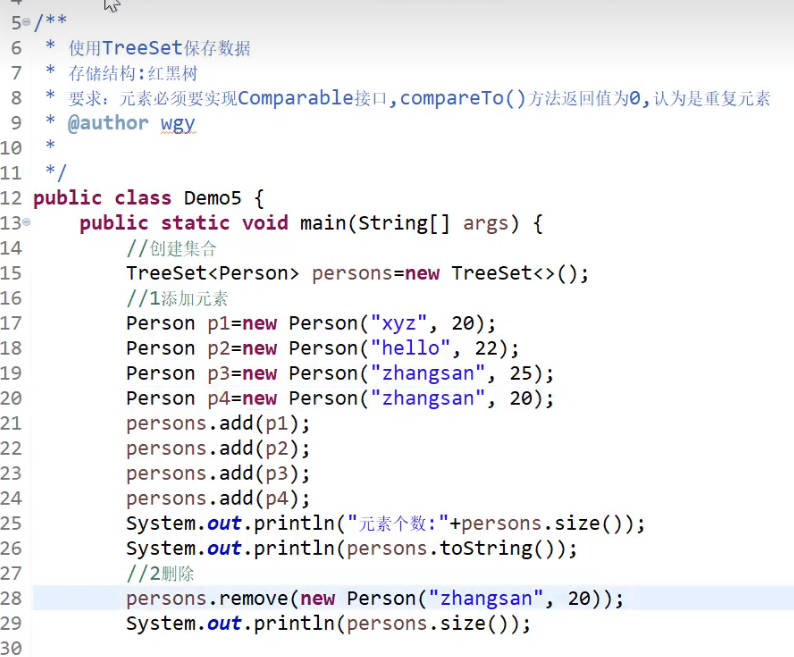 5 /**
6  * 使用TreeSet保存数据
7  * 存储结构:红黑树
8  * 要求：元素必须要实现Comparable接口,compareTo()方法返回值为0,认为是重复元素
9  * @author wgy
10  *
11  */
12 public class Demo5 {
13     public static void main(String[] args) {
14         //创建集合
15         TreeSet<Person> persons=new TreeSet<>();
16         //1添加元素
17         Person p1=new Person("xyz", 20);
18         Person p2=new Person("hello", 22);
19         Person p3=new Person("zhangsan", 25);
20         Person p4=new Person("zhangsan", 20);
21         persons.add(p1);
22         persons.add(p2);
23         persons.add(p3);
24         persons.add(p4);
25         System.out.println("元素个数:"+persons.size());
26         System.out.println(persons.toString());
27         //2删除
28         persons.remove(new Person("zhangsan", 20));
29         System.out.println(persons.size());
30